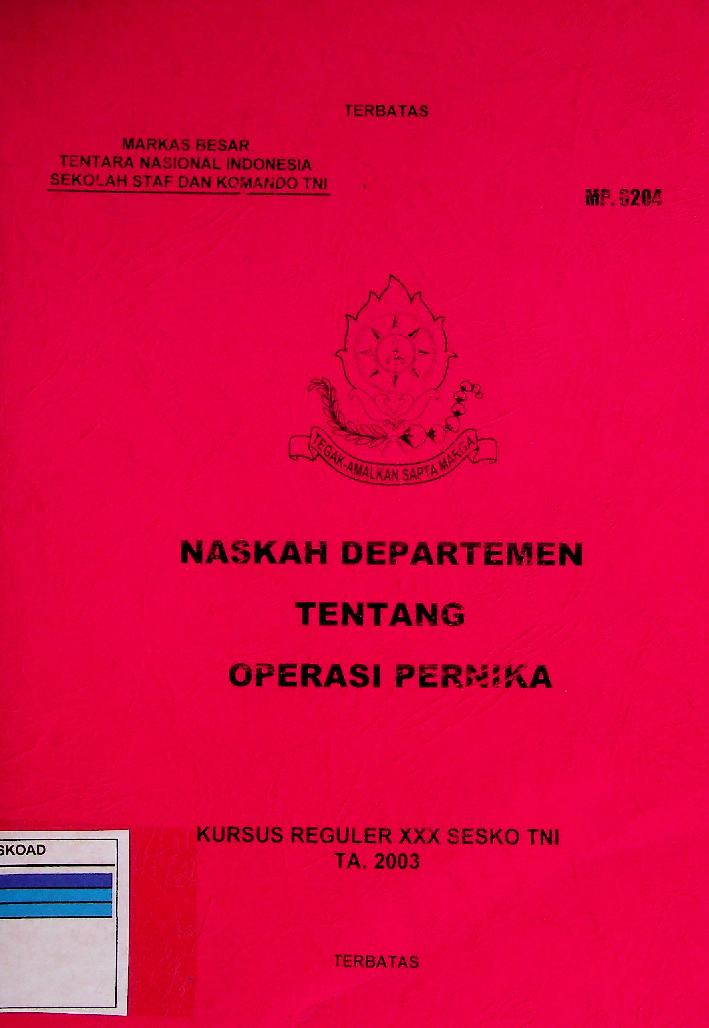 TERBATAS
MARKAS BESAR
TENTARA NASIONAL INDONESIA
SEKOLAH STAF DAN KOMANDO TNI
MP. 6204
TEGAK-AMALKAN SAPTA MARGA
NASKAH DEPARTEMEN
TENTANG
OPERASI PERNIKA
KURSUS REGULER XXX SESKO TNI
TA. 2003
SKOAD
TERBATAS